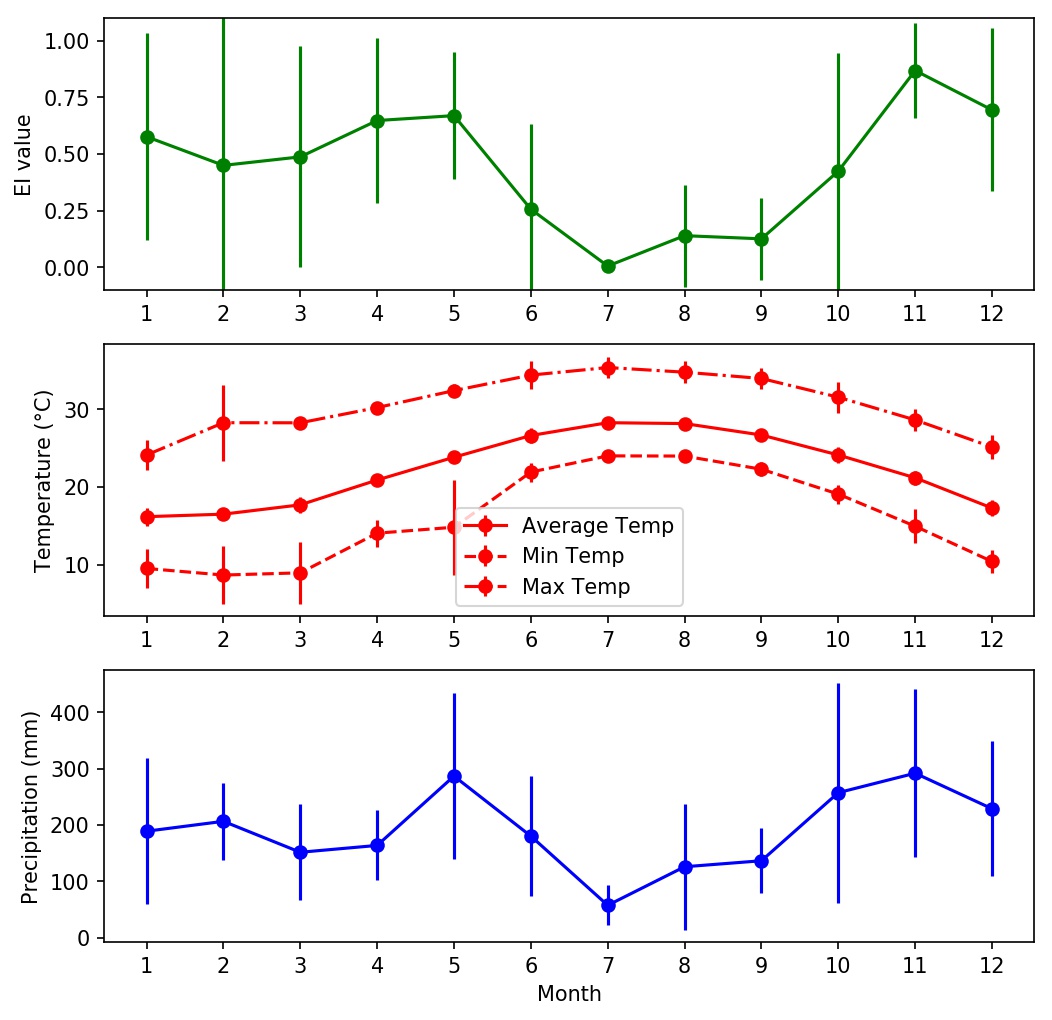 EI value
1.00
0.75
0.50
0.25
0.00
1 2 3 4 5 6 7 8 9 10 11 12
Temperature (°C)
30
20
10
Average Temp
Min Temp
Max Temp
1 2 3 4 5 6 7 8 9 10 11 12
Precipitation (mm)
400
300
200
100
0
1 2 3 4 5 6 7 8 9 10 11 12
Month